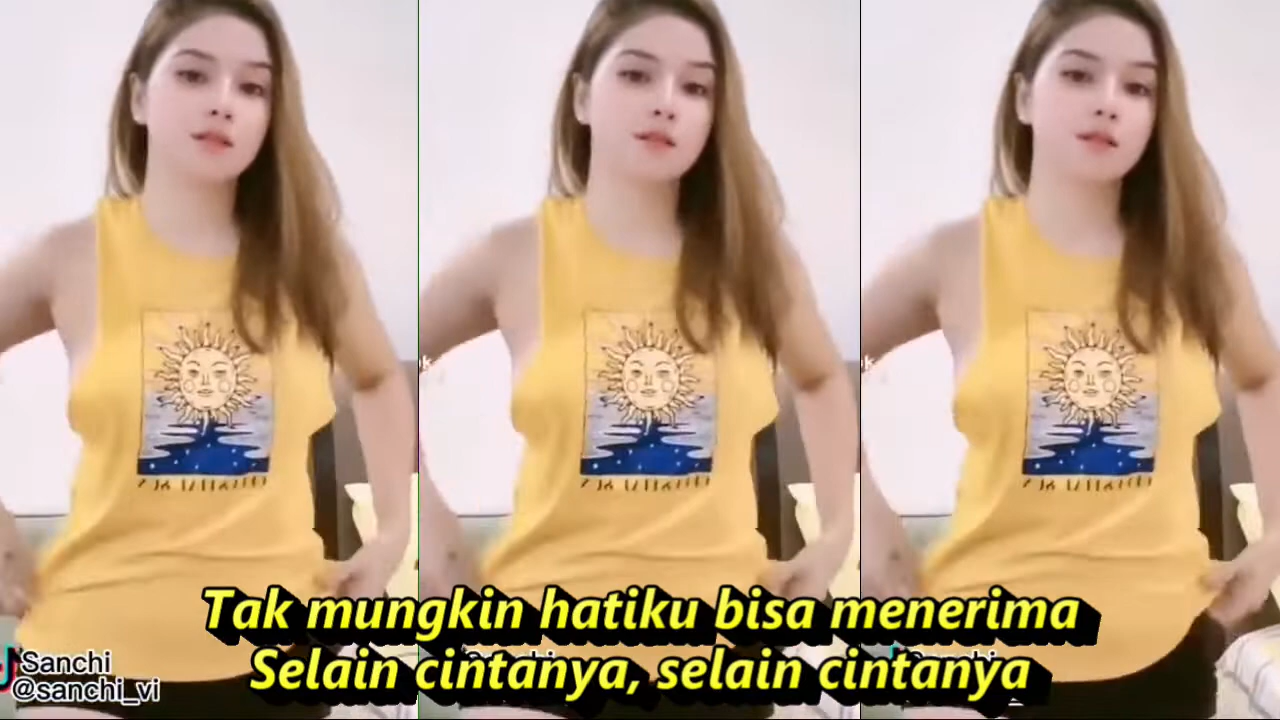 Tak mungkin hatiku bisa menerima
Selain cintanya, selain cintanya
Sanchi
@sanchi_vi